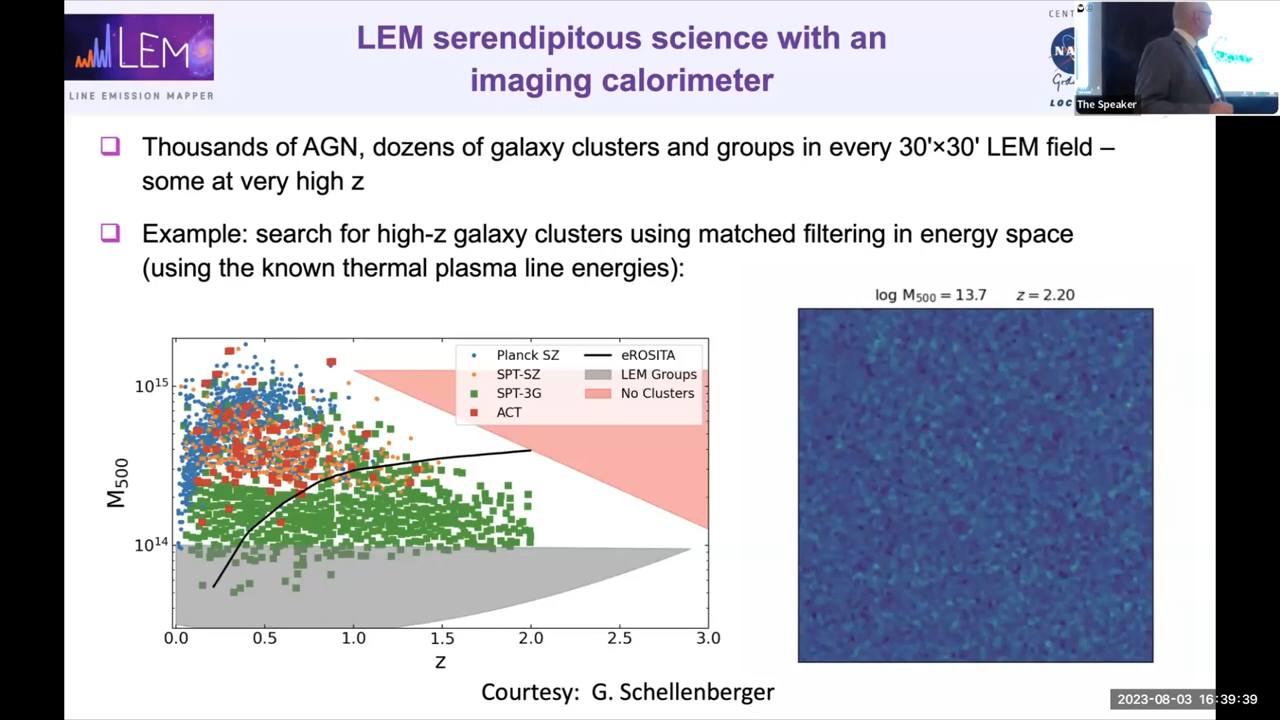 LEM
LINE EMISSION MAPPER
LEM serendipitous science with an
imaging calorimeter
CENT
NA
LOC
The Speaker
❑ Thousands of AGN, dozens of galaxy clusters and groups in every 30'×30' LEM field –
some at very high z
❑ Example: search for high-z galaxy clusters using matched filtering in energy space
(using the known thermal plasma line energies):
log M500 = 13.7 z = 2.20
Planck SZ
SPT-SZ
SPT-3G
ACT
eROSITA
LEM Groups
No Clusters
10^15
10^14
M500
0.0 0.5 1.0 1.5 2.0 2.5 3.0
z
Courtesy: G. Schellenberger
2023-08-03 16:39:39